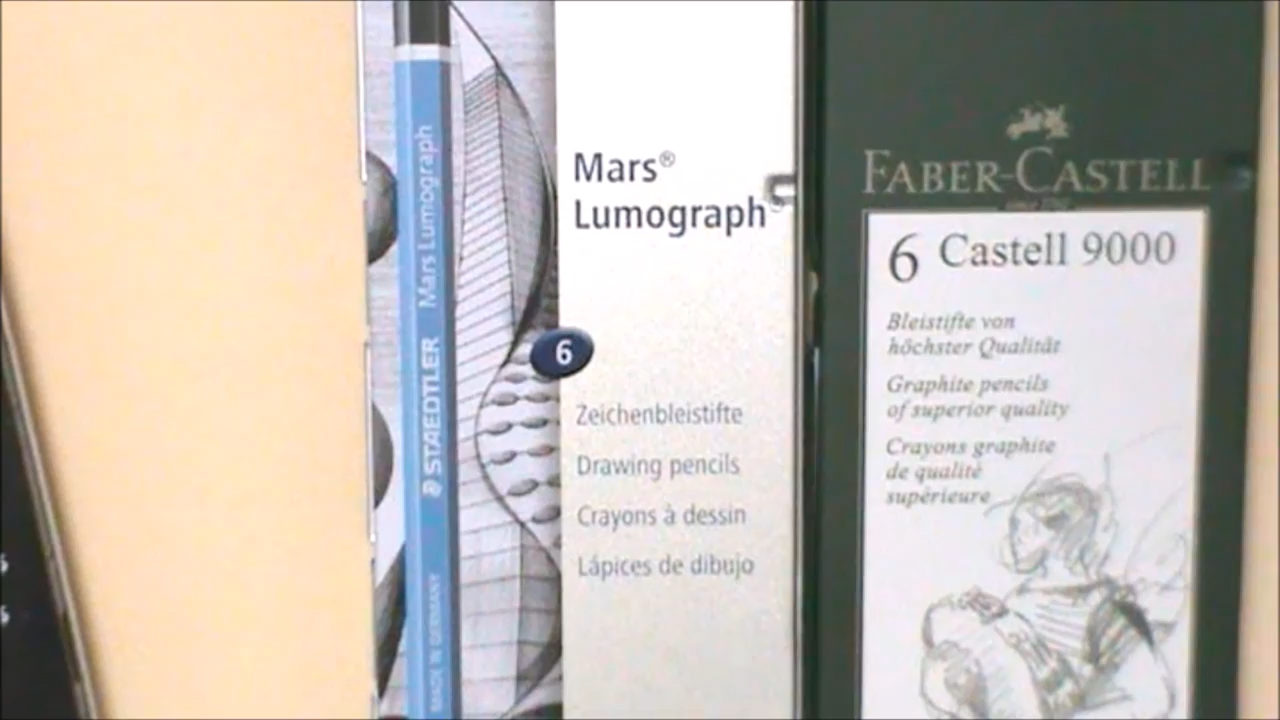 Mars®
Lumograph®
6
Zeichenbleistifte
Drawing pencils
Crayons à dessin
Lápices de dibujo
MADE IN GERMANY STAEDTLER Mars Lumograph
FABER-CASTELL
6 Castell 9000
Bleistifte von
höchster Qualität
Graphite pencils
of superior quality
Crayons graphite
de qualité
supérieure